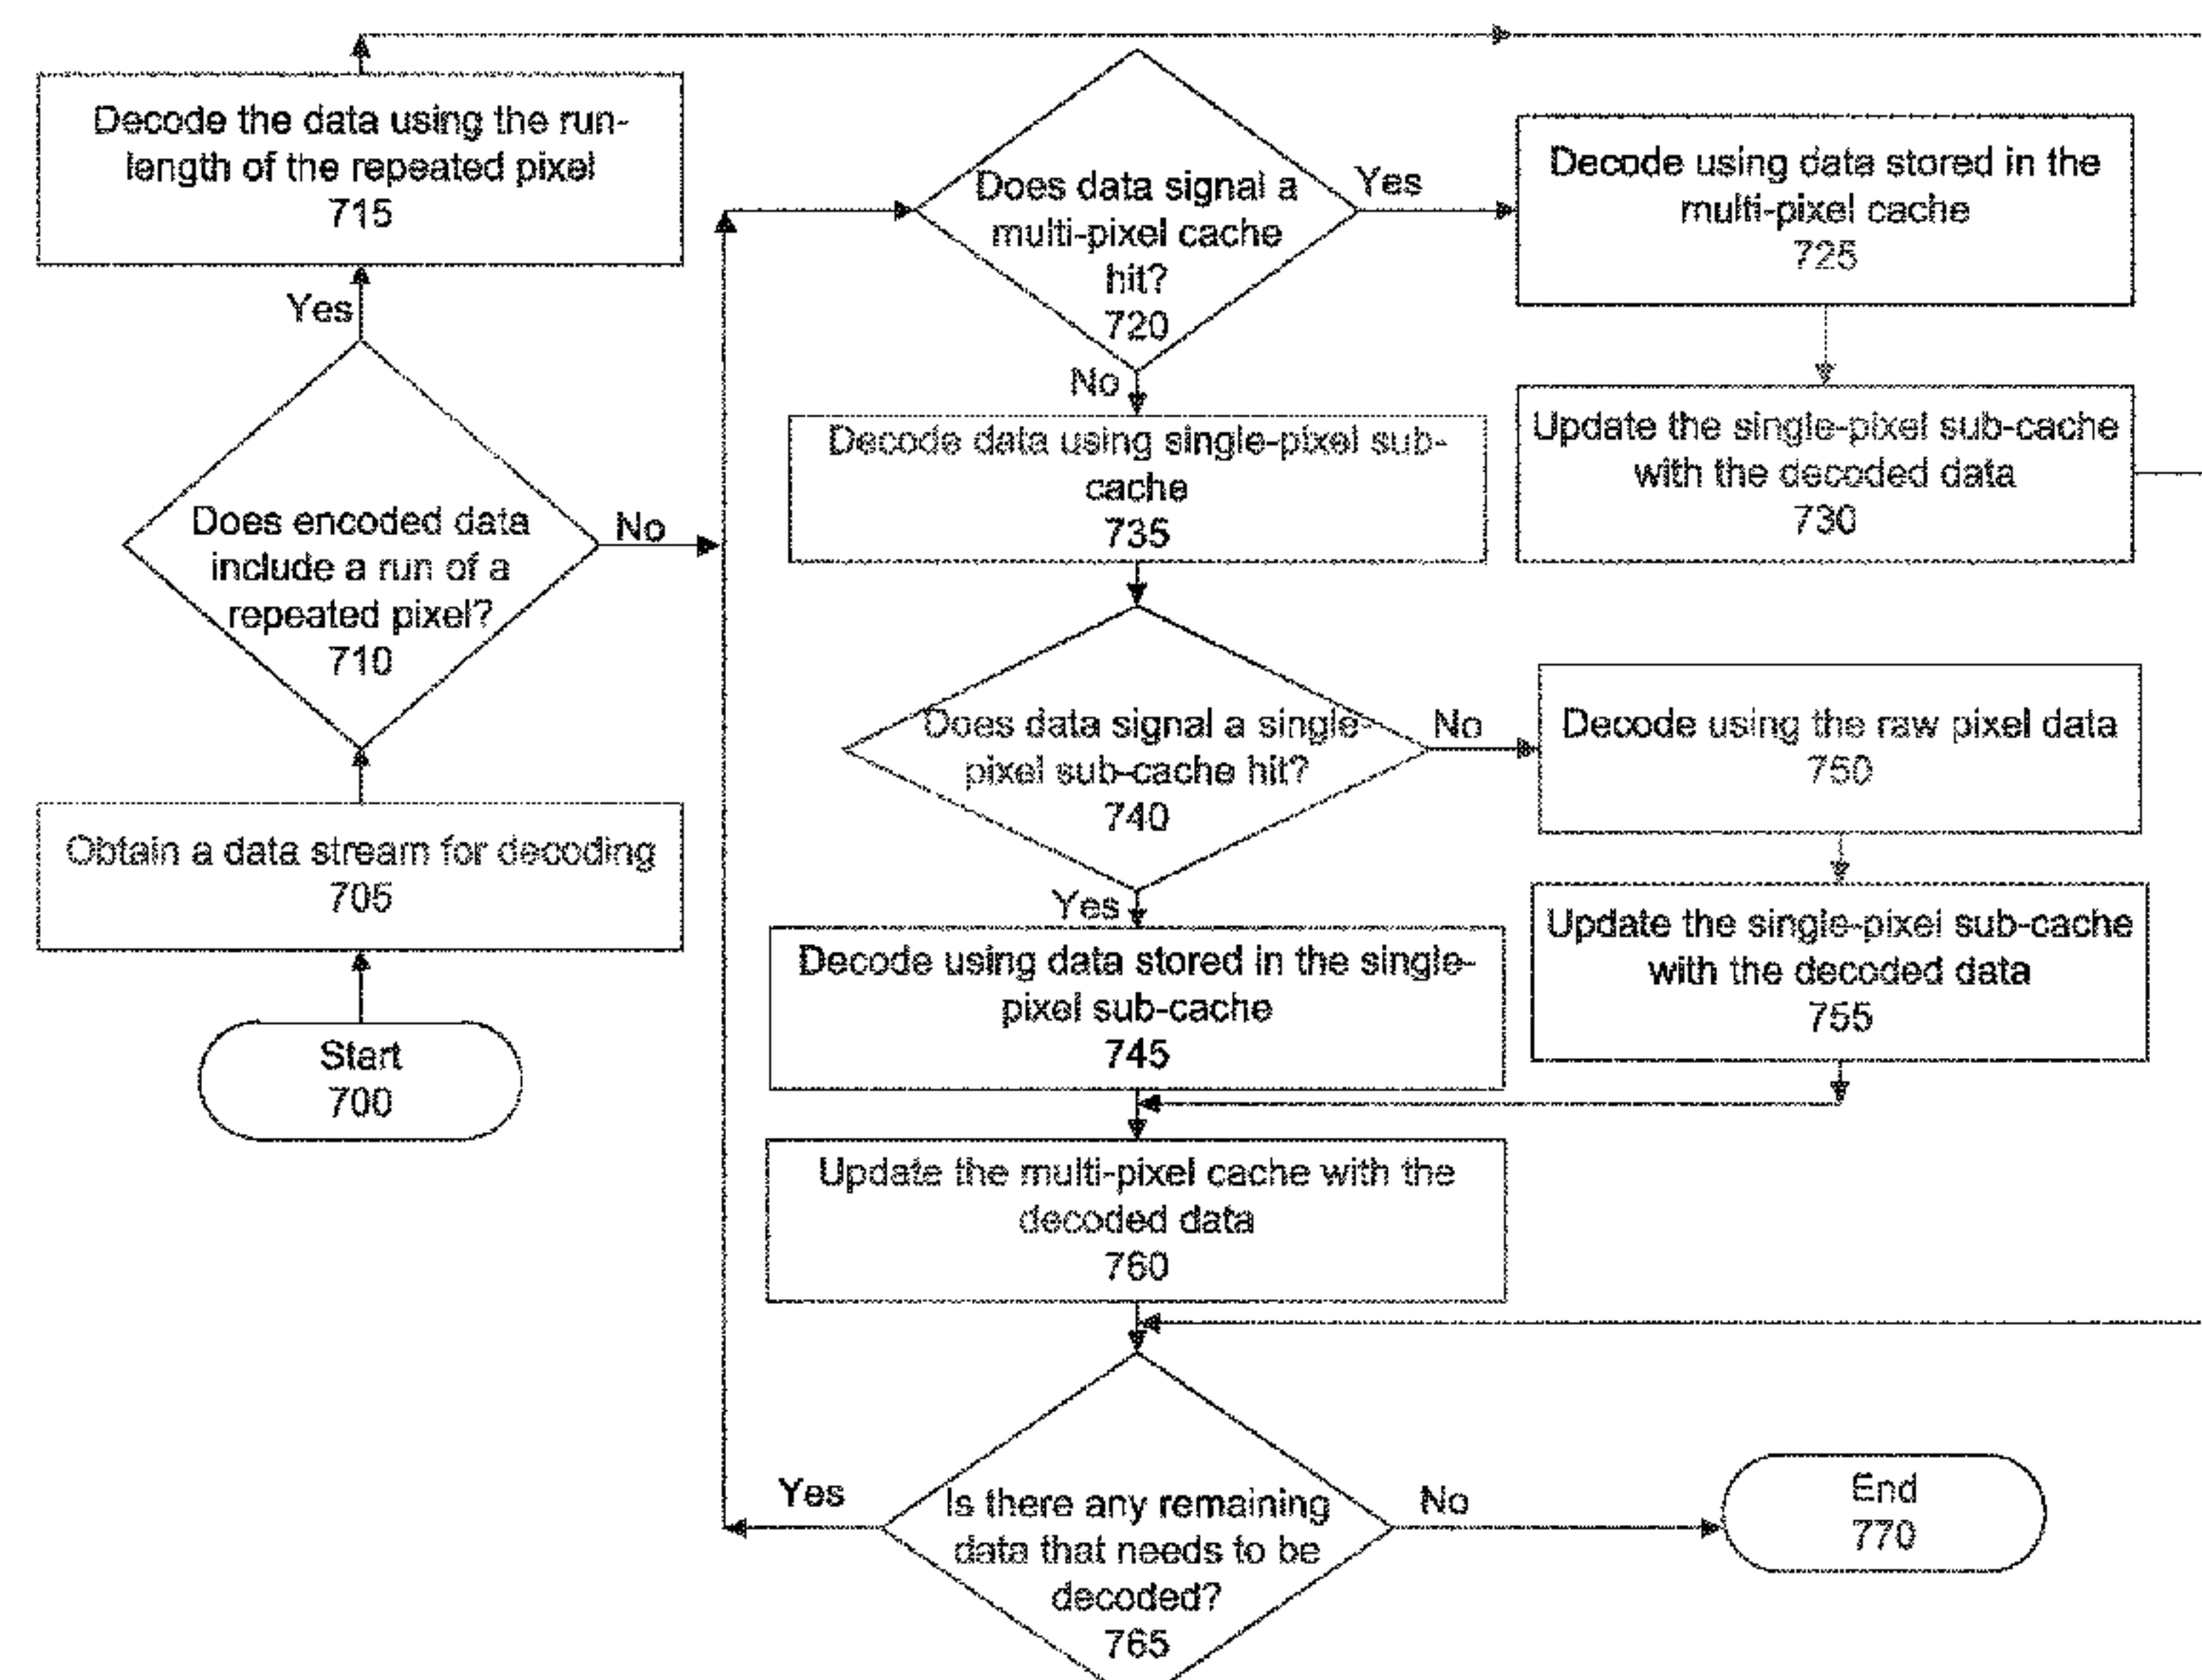 Decode the data using the run-
length of the repeated pixel
715
Yes
Does encoded data
include a run of a
repeated pixel?
710
No
Obtain a data stream for decoding
705
Start
700
Does data signal a
multi-pixel cache
hit?
720
Yes
No
Decode using data stored in the
multi-pixel cache
725
Update the single-pixel sub-cache
with the decoded data
730
Decode data using single-pixel sub-
cache
735
Does data signal a single-
pixel sub-cache hit?
740
No
Yes
Decode using the raw pixel data
750
Update the single-pixel sub-cache
with the decoded data
755
Decode using data stored in the single-
pixel sub-cache
745
Update the multi-pixel cache with the
decoded data
760
Is there any remaining
data that needs to be
decoded?
765
Yes
No
End
770